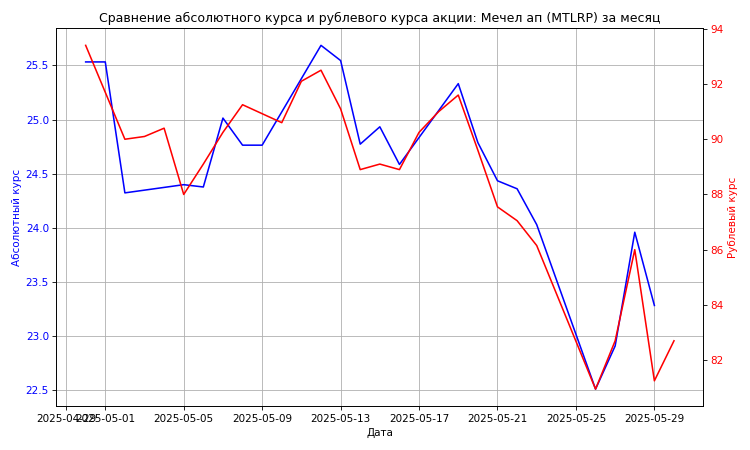 Сравнение абсолютного курса и рублевого курса акции: Мечел ап (MTLRP) за месяц
Абсолютный курс
25.5
25.0
24.5
24.0
23.5
23.0
22.5
94
92
90
88
86
84
82
Рублевый курс
2025-04-29 2025-05-01 2025-05-05 2025-05-09 2025-05-13 2025-05-17 2025-05-21 2025-05-25 2025-05-29
Дата